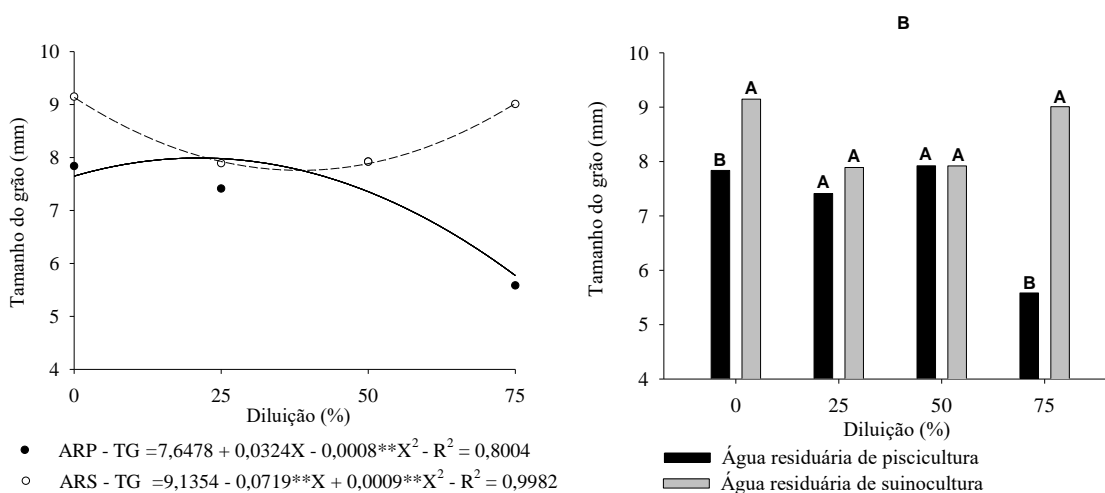 B
10
9
8
7
6
5
4
Tamanho do grão (mm)
0 25 50 75
Diluição (%)
ARP - TG =7,6478 + 0,0324X - 0,0008**X² - R² = 0,8004
ARS - TG =9,1354 - 0,0719**X + 0,0009**X² - R² = 0,9982
10
9
8
7
6
5
4
Tamanho do grão (mm)
B A A A A A B A
0 25 50 75
Diluição (%)
Água residuária de piscicultura
Água residuária de suinocultura